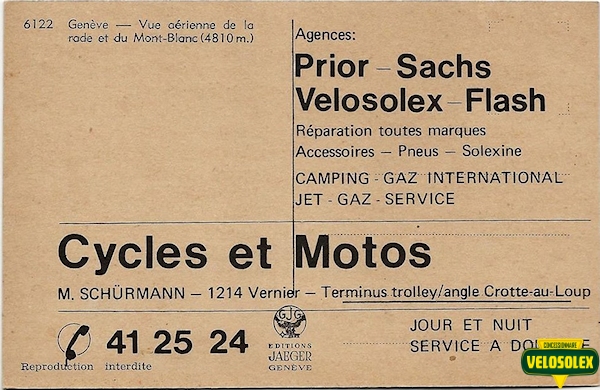 6122 Genève — Vue aérienne de la
rade et du Mont-Blanc (4810 m.)
Agences:
Prior – Sachs
Velosolex – Flash
Réparation toutes marques
Accessoires – Pneus – Solexine
CAMPING - GAZ INTERNATIONAL
JET - GAZ - SERVICE
Cycles et Motos
M. SCHÜRMANN – 1214 Vernier – Terminus trolley/angle Crotte-au-Loup
41 25 24
GJG
EDITIONS
JAEGER
GENEVE
JOUR ET NUIT
SERVICE A
Reproduction interdite
CONCESSIONNAIRE
VELOSOLEX